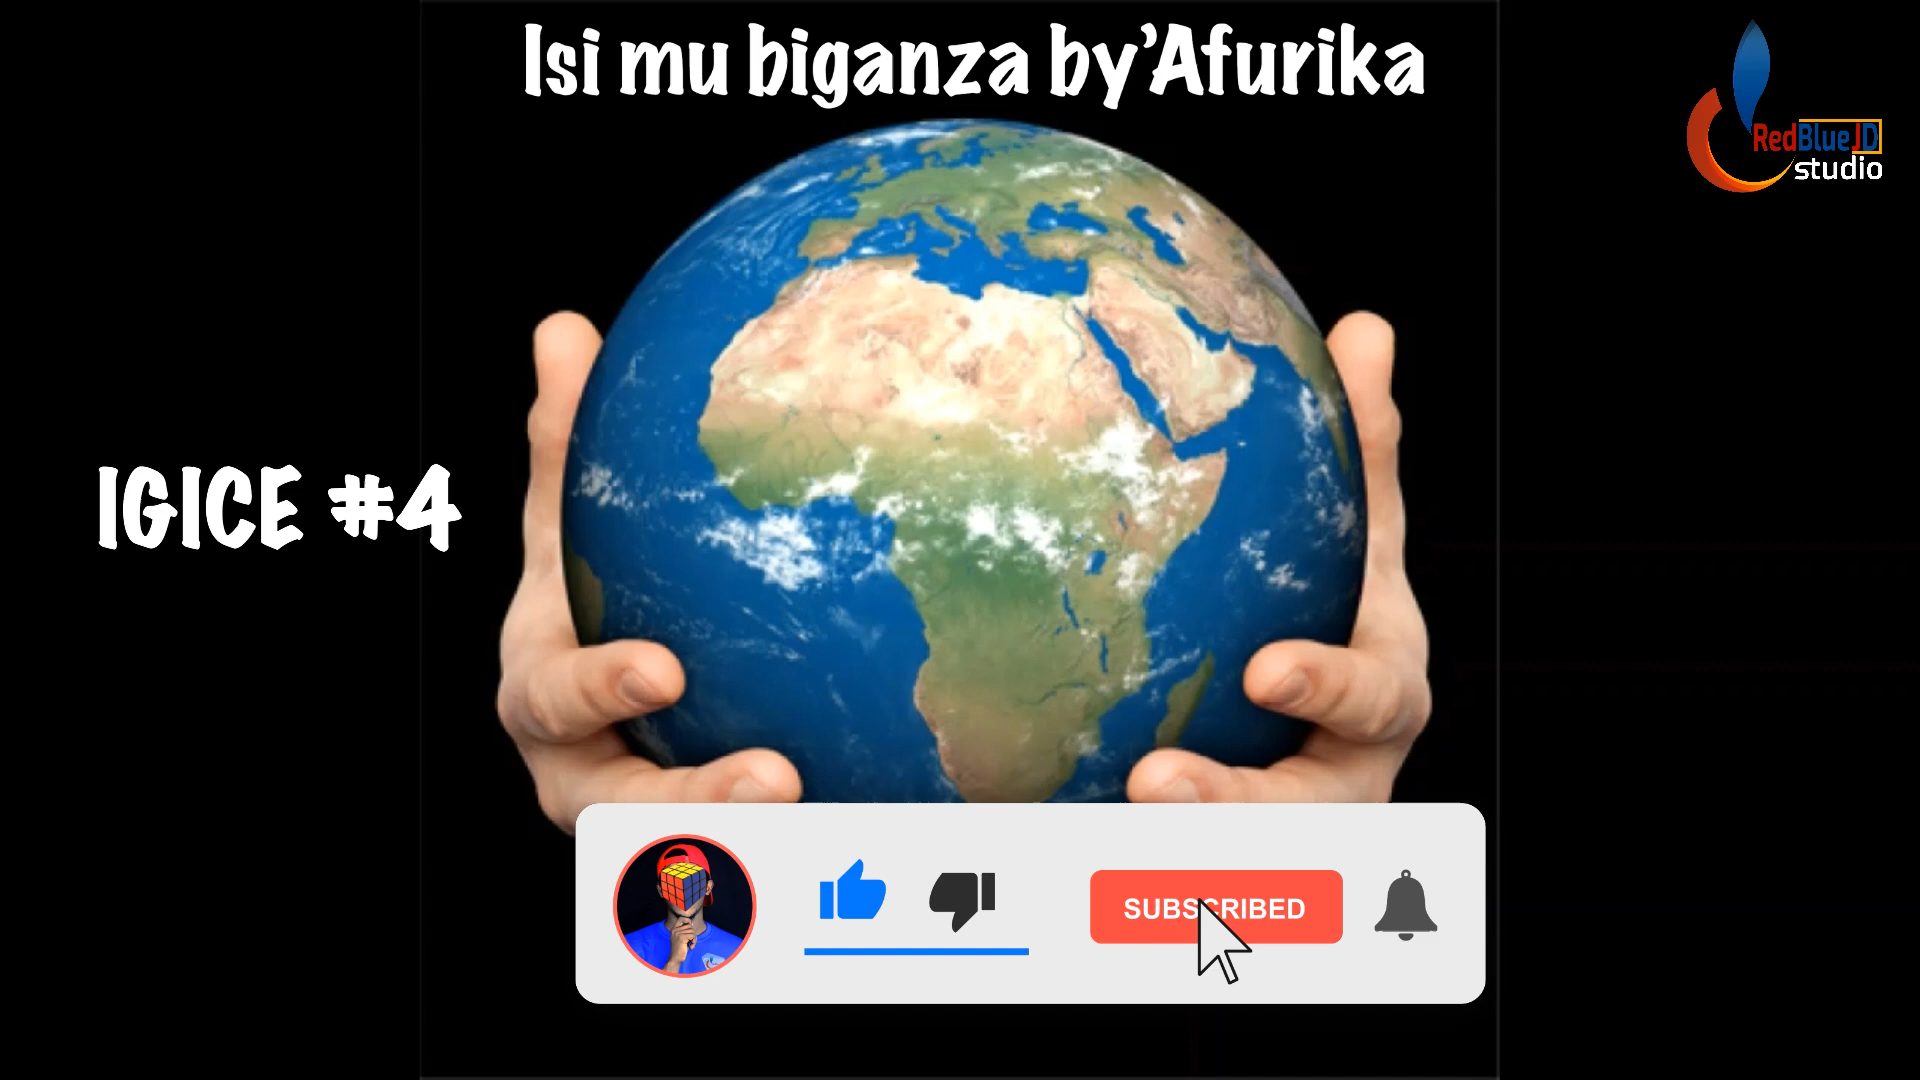 Isi mu biganza by’Afurika
RedBlueJD
studio
IGICE #4
SUBSCRIBED